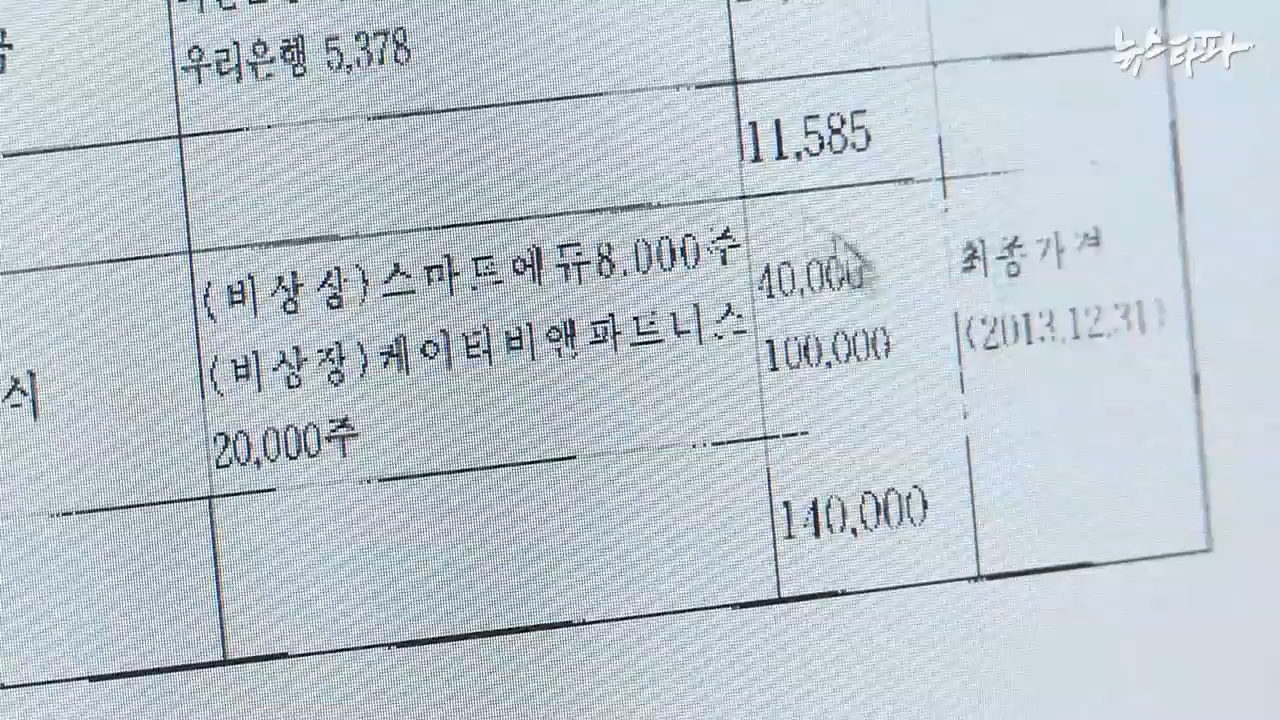 뉴스타파
우리은행 5,378
11,585
(비상상)스마트에듀8,000주
40,000
최종가격
(비상장)케이티비앤파트너스
100,000
(2013.12.31)
식
20,000주
140,000